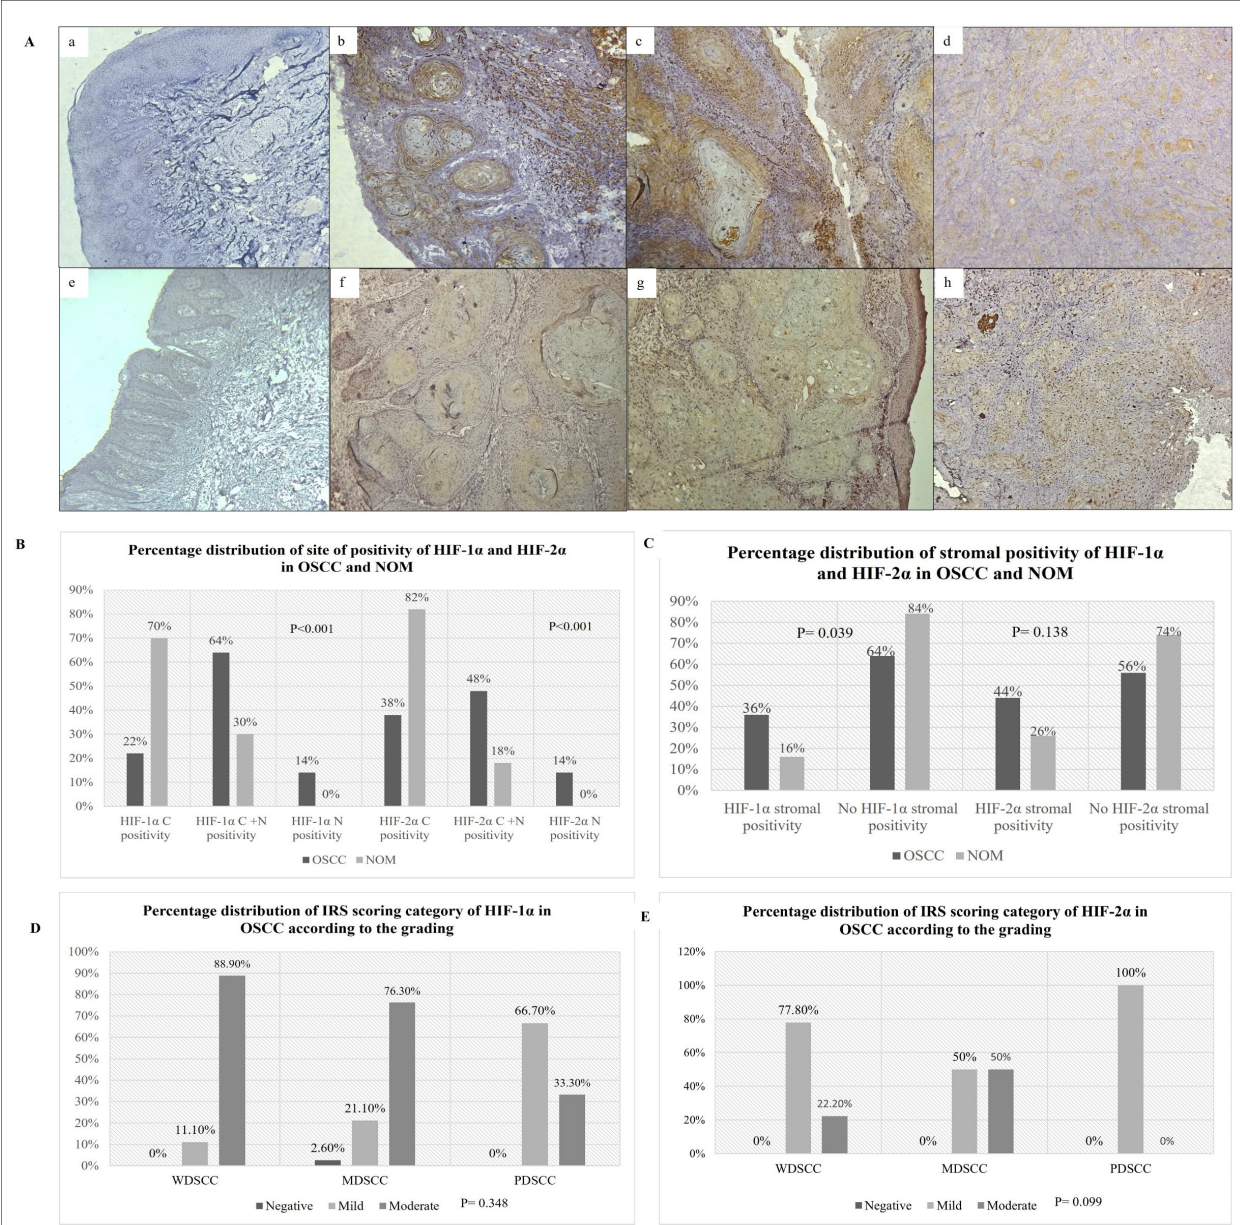 A
a
b
c
d
e
f
g
h
B
Percentage distribution of site of positivity of HIF-1α and HIF-2α
in OSCC and NOM
90%
80%
70%
60%
50%
40%
30%
20%
10%
0%
22%
70%
64%
30%
14%
0%
38%
82%
48%
18%
14%
0%
P<0.001
P<0.001
HIF-1α C
positivity
HIF-1α C +N
positivity
HIF-1α N
positivity
HIF-2α C
positivity
HIF-2α C +N
positivity
HIF-2α N
positivity
OSCC NOM
C
Percentage distribution of stromal positivity of HIF-1α
and HIF-2α in OSCC and NOM
90%
80%
70%
60%
50%
40%
30%
20%
10%
0%
P= 0.039
P= 0.138
36%
16%
64%
84%
44%
26%
56%
74%
HIF-1α stromal
positivity
No HIF-1α stromal
positivity
HIF-2α stromal
positivity
No HIF-2α stromal
positivity
OSCC NOM
D
Percentage distribution of IRS scoring category of HIF-1α in
OSCC according to the grading
100%
90%
80%
70%
60%
50%
40%
30%
20%
10%
0%
0%
11.10%
88.90%
2.60%
21.10%
76.30%
0%
66.70%
33.30%
WDSCC MDSCC PDSCC
Negative Mild Moderate P= 0.348
E
Percentage distribution of IRS scoring category of HIF-2α in
OSCC according to the grading
120%
100%
80%
60%
40%
20%
0%
0%
77.80%
22.20%
0%
50%
50%
0%
100%
0%
WDSCC MDSCC PDSCC
Negative Mild Moderate P= 0.099